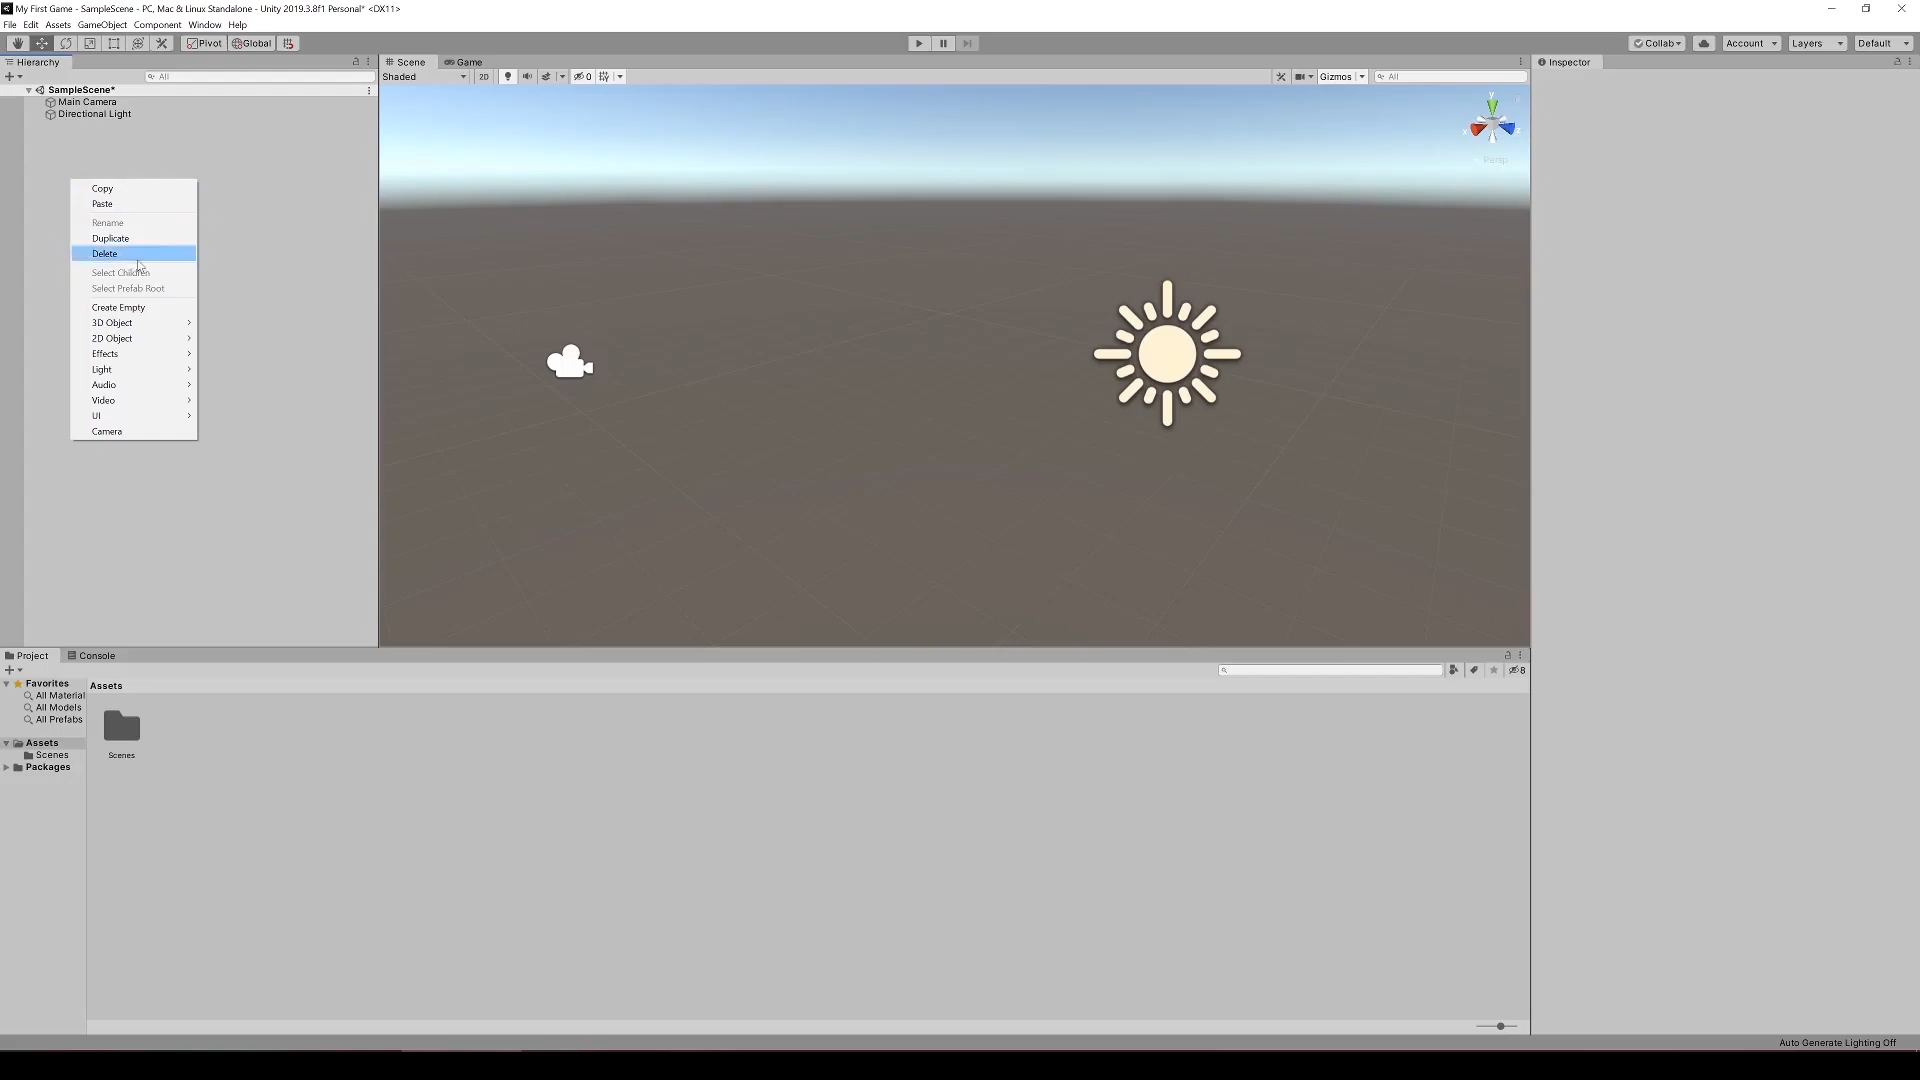 My First Game - SampleScene - PC, Mac & Linux Standalone - Unity 2019.3.8f1 Personal* <DX11>
File Edit Assets GameObject Component Window Help
Pivot Global Collab Account Layers Default
Hierarchy Scene Game Inspector
All Shaded 2D 0 Gizmos All
SampleScene*
Main Camera
Directional Light
y
x z
Persp
Copy
Paste
Rename
Duplicate
Delete
Select Children
Select Prefab Root
Create Empty
3D Object
2D Object
Effects
Light
Audio
Video
UI
Camera
Project Console
8
Favorites
All Material
All Models
All Prefabs
Assets
Scenes
Packages
Assets
Scenes
Auto Generate Lighting Off